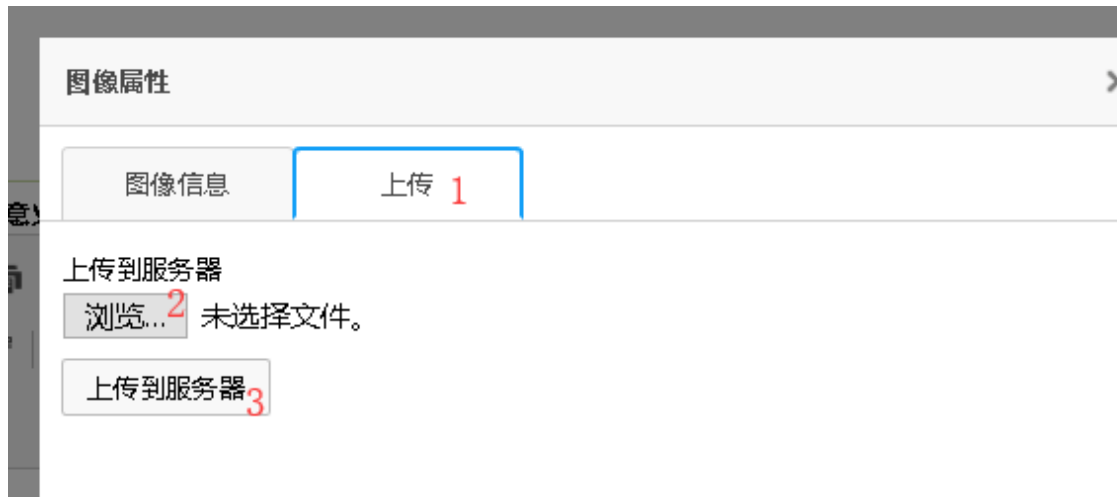 图像属性
图像信息
上传 1
上传到服务器
浏览... 2 未选择文件。
上传到服务器 3